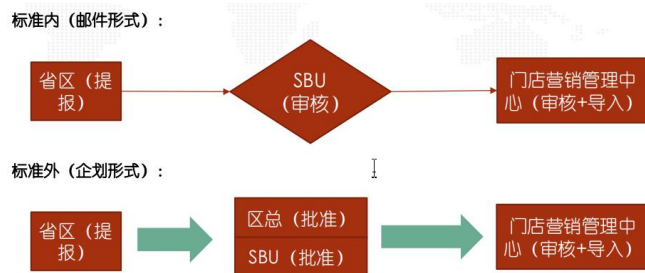 标准内（邮件形式）：
省区（提
报）
SBU
（审核）
门店营销管理中
心（审核+导入）
标准外（企划形式）：
省区（提
报）
区总（批准）
SBU（批准）
门店营销管理中
心（审核+导入）